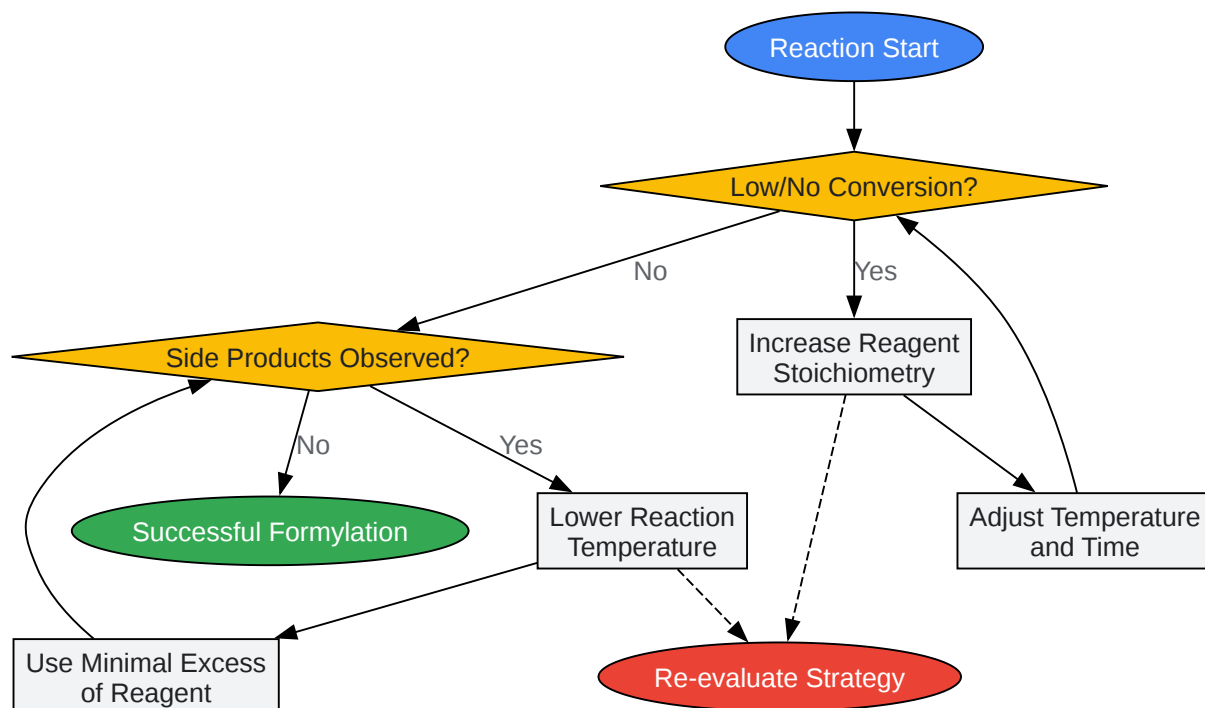 Reaction Start
Low/No Conversion?
No
Yes
Increase Reagent
Stoichiometry
Side Products Observed?
No
Yes
Successful Formylation
Lower Reaction
Temperature
Adjust Temperature
and Time
Use Minimal Excess
of Reagent
Re-evaluate Strategy